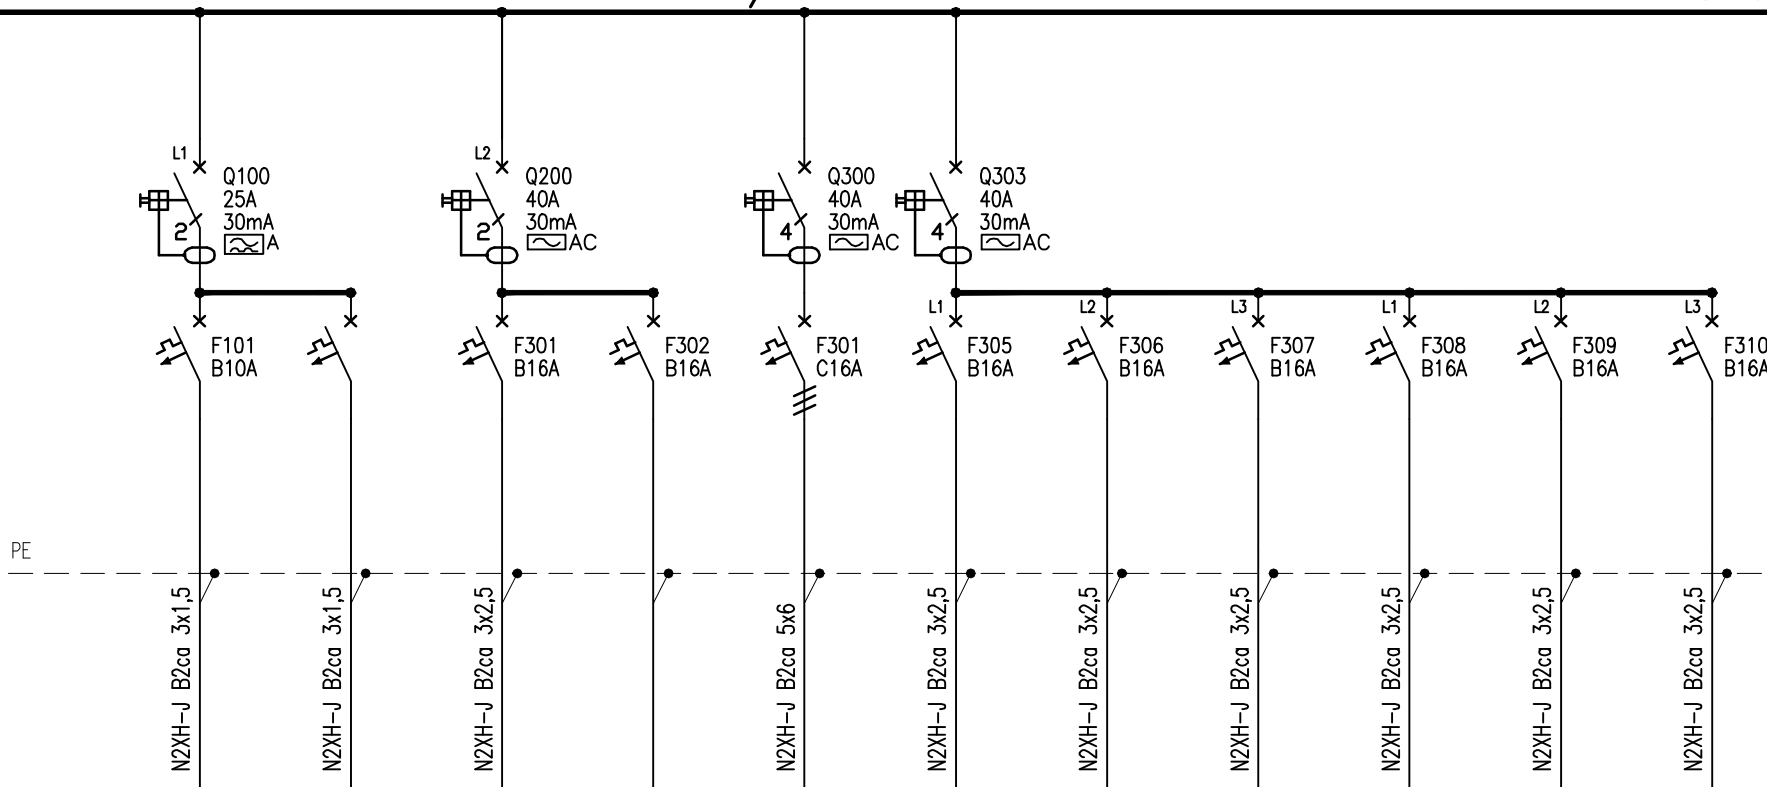 L1
Q100
25A
30mA
A
2
L2
Q200
40A
30mA
AC
2
Q300
40A
30mA
AC
4
Q303
40A
30mA
AC
4
L1
L2
L3
L1
L2
L3
F101
B10A
F301
B16A
F302
B16A
F301
C16A
F305
B16A
F306
B16A
F307
B16A
F308
B16A
F309
B16A
F310
B16A
PE
N2XH-J B2ca 3x1,5
N2XH-J B2ca 3x1,5
N2XH-J B2ca 3x2,5
N2XH-J B2ca 5x6
N2XH-J B2ca 3x2,5
N2XH-J B2ca 3x2,5
N2XH-J B2ca 3x2,5
N2XH-J B2ca 3x2,5
N2XH-J B2ca 3x2,5
N2XH-J B2ca 3x2,5